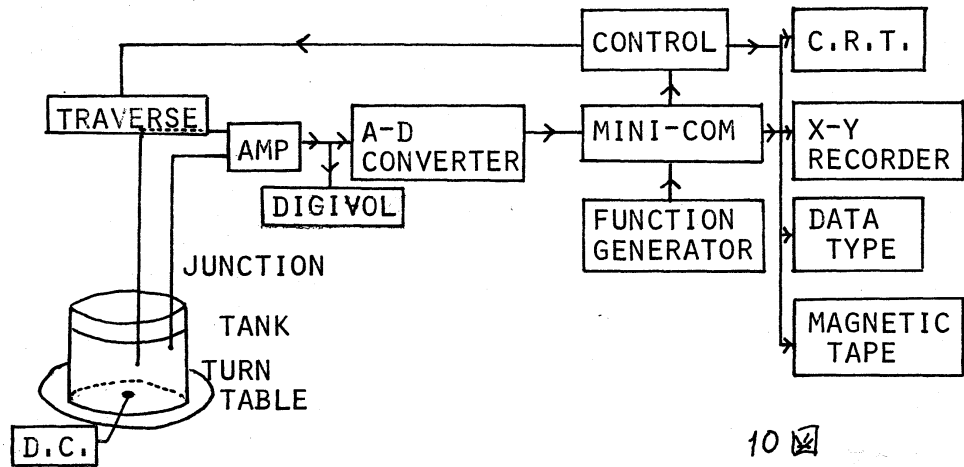 CONTROL
C.R.T.
TRAVERSE
AMP
A-D
CONVERTER
MINI-COM
X-Y
RECORDER
DIGIVOL
FUNCTION
GENERATOR
DATA
TYPE
JUNCTION
TANK
MAGNETIC
TAPE
TURN
TABLE
D.C.
10 図